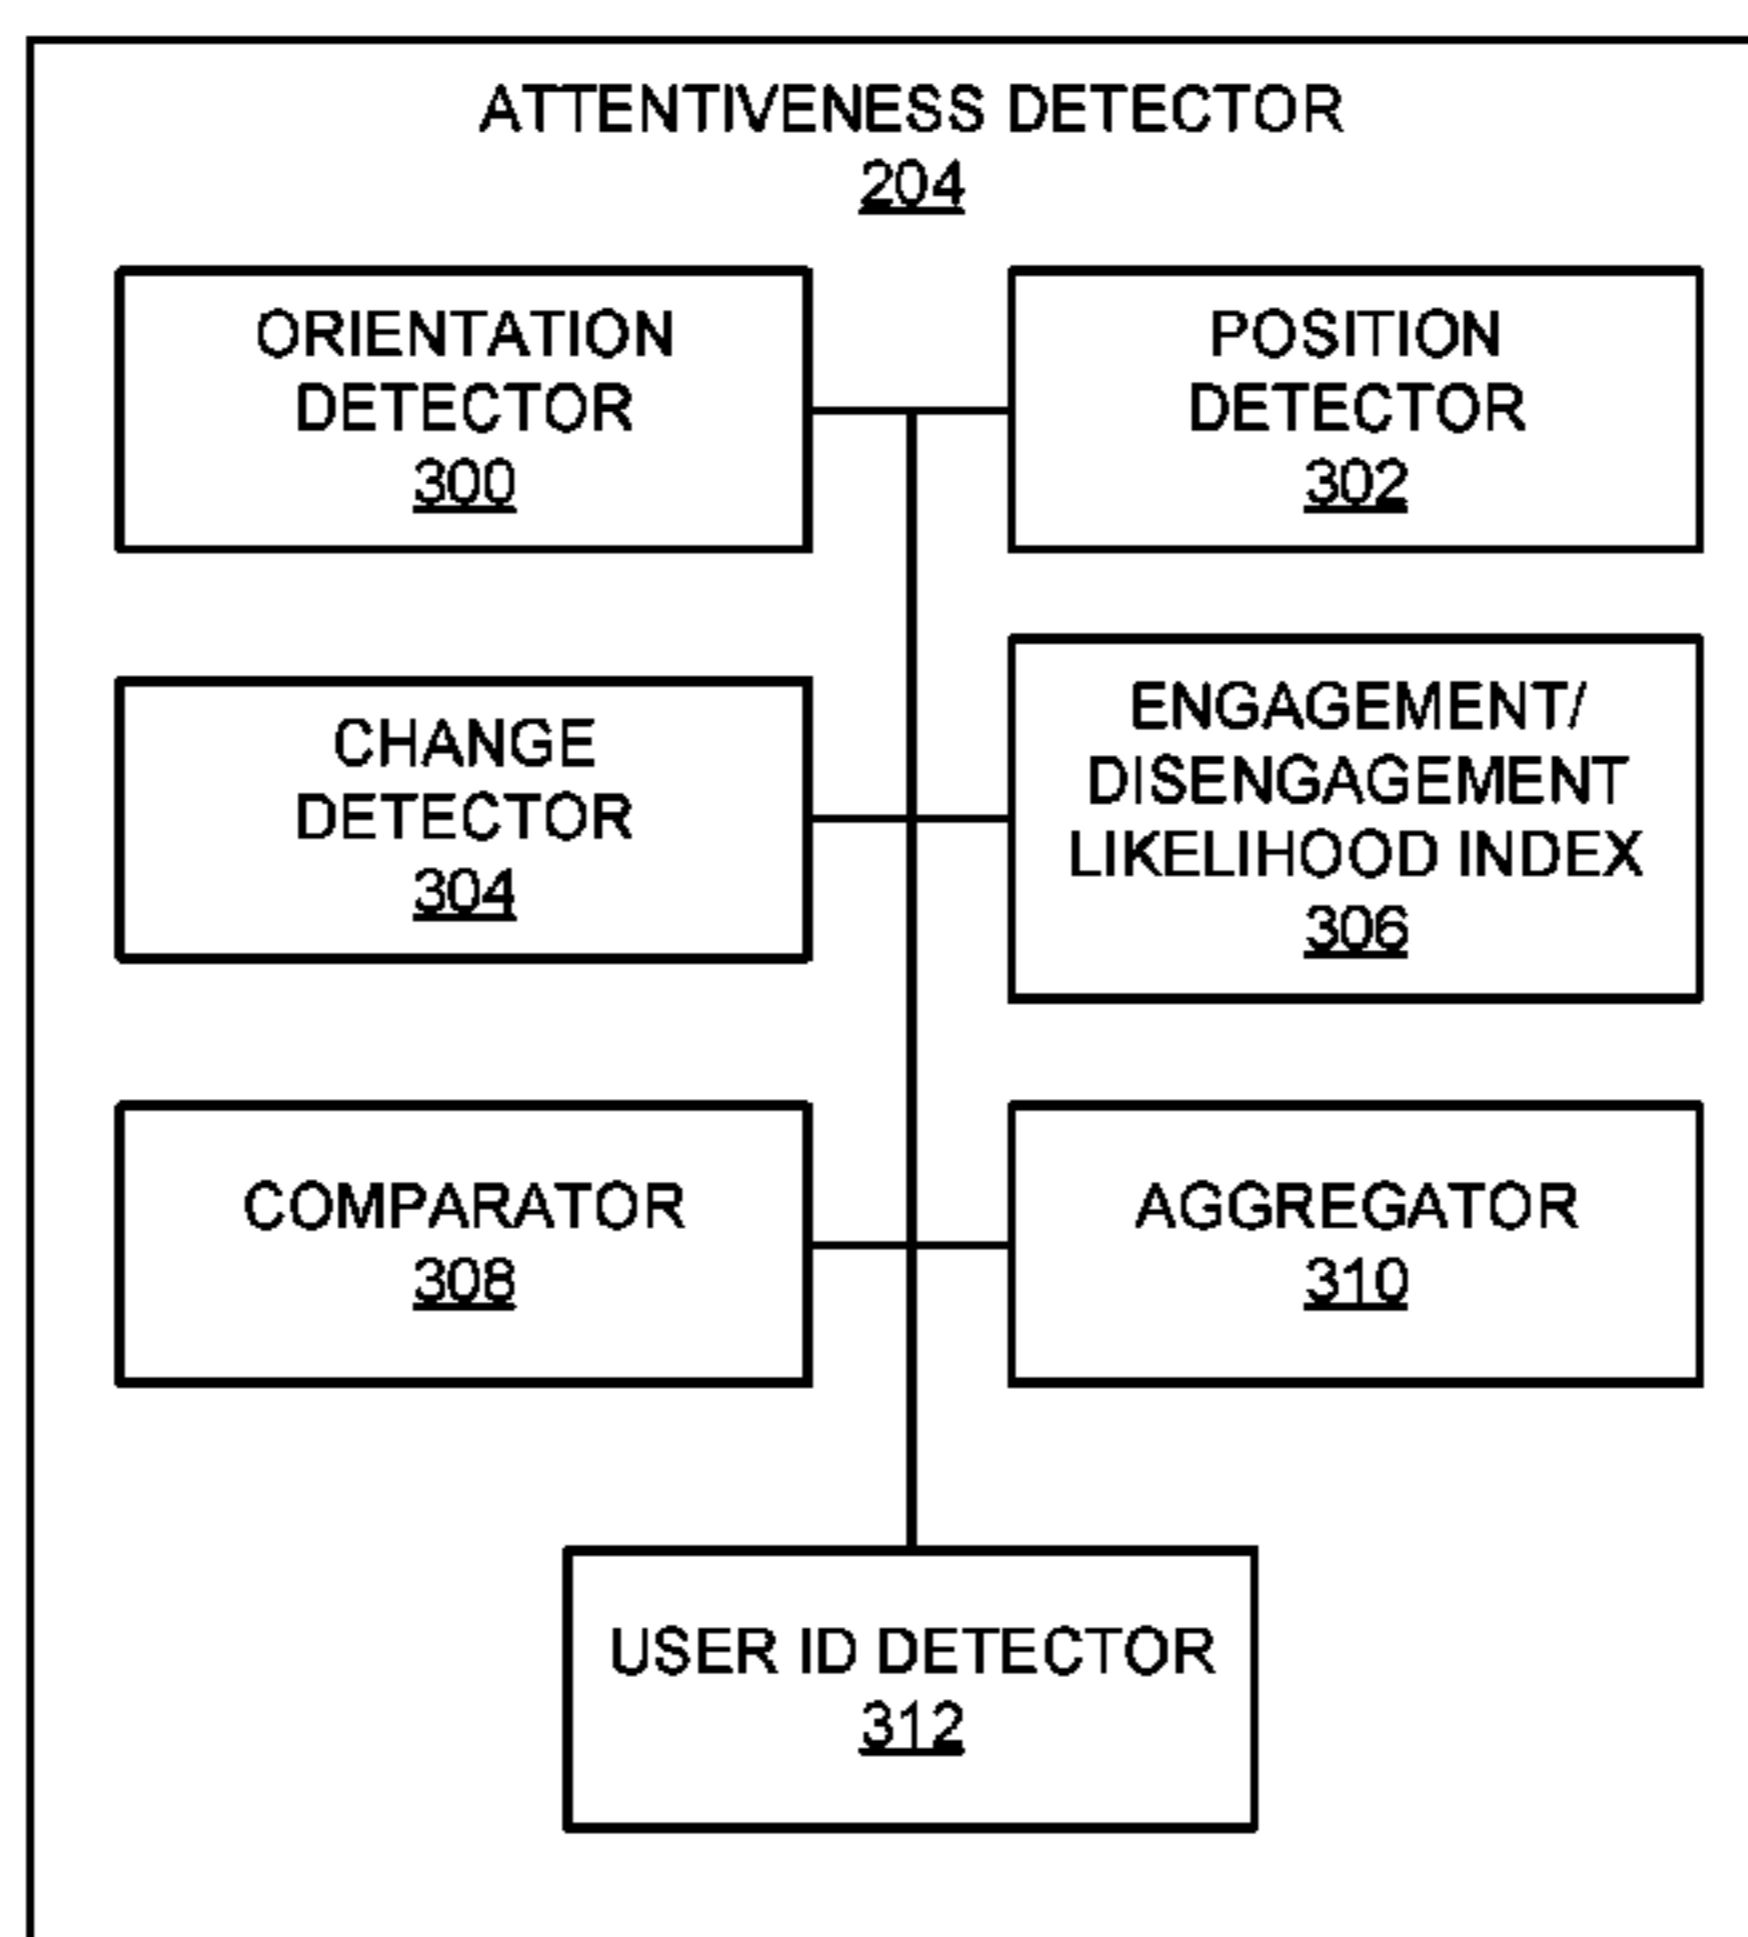 ATTENTIVENESS DETECTOR
204
ORIENTATION
DETECTOR
300
POSITION
DETECTOR
302
CHANGE
DETECTOR
304
ENGAGEMENT/
DISENGAGEMENT
LIKELIHOOD INDEX
306
COMPARATOR
308
AGGREGATOR
310
USER ID DETECTOR
312